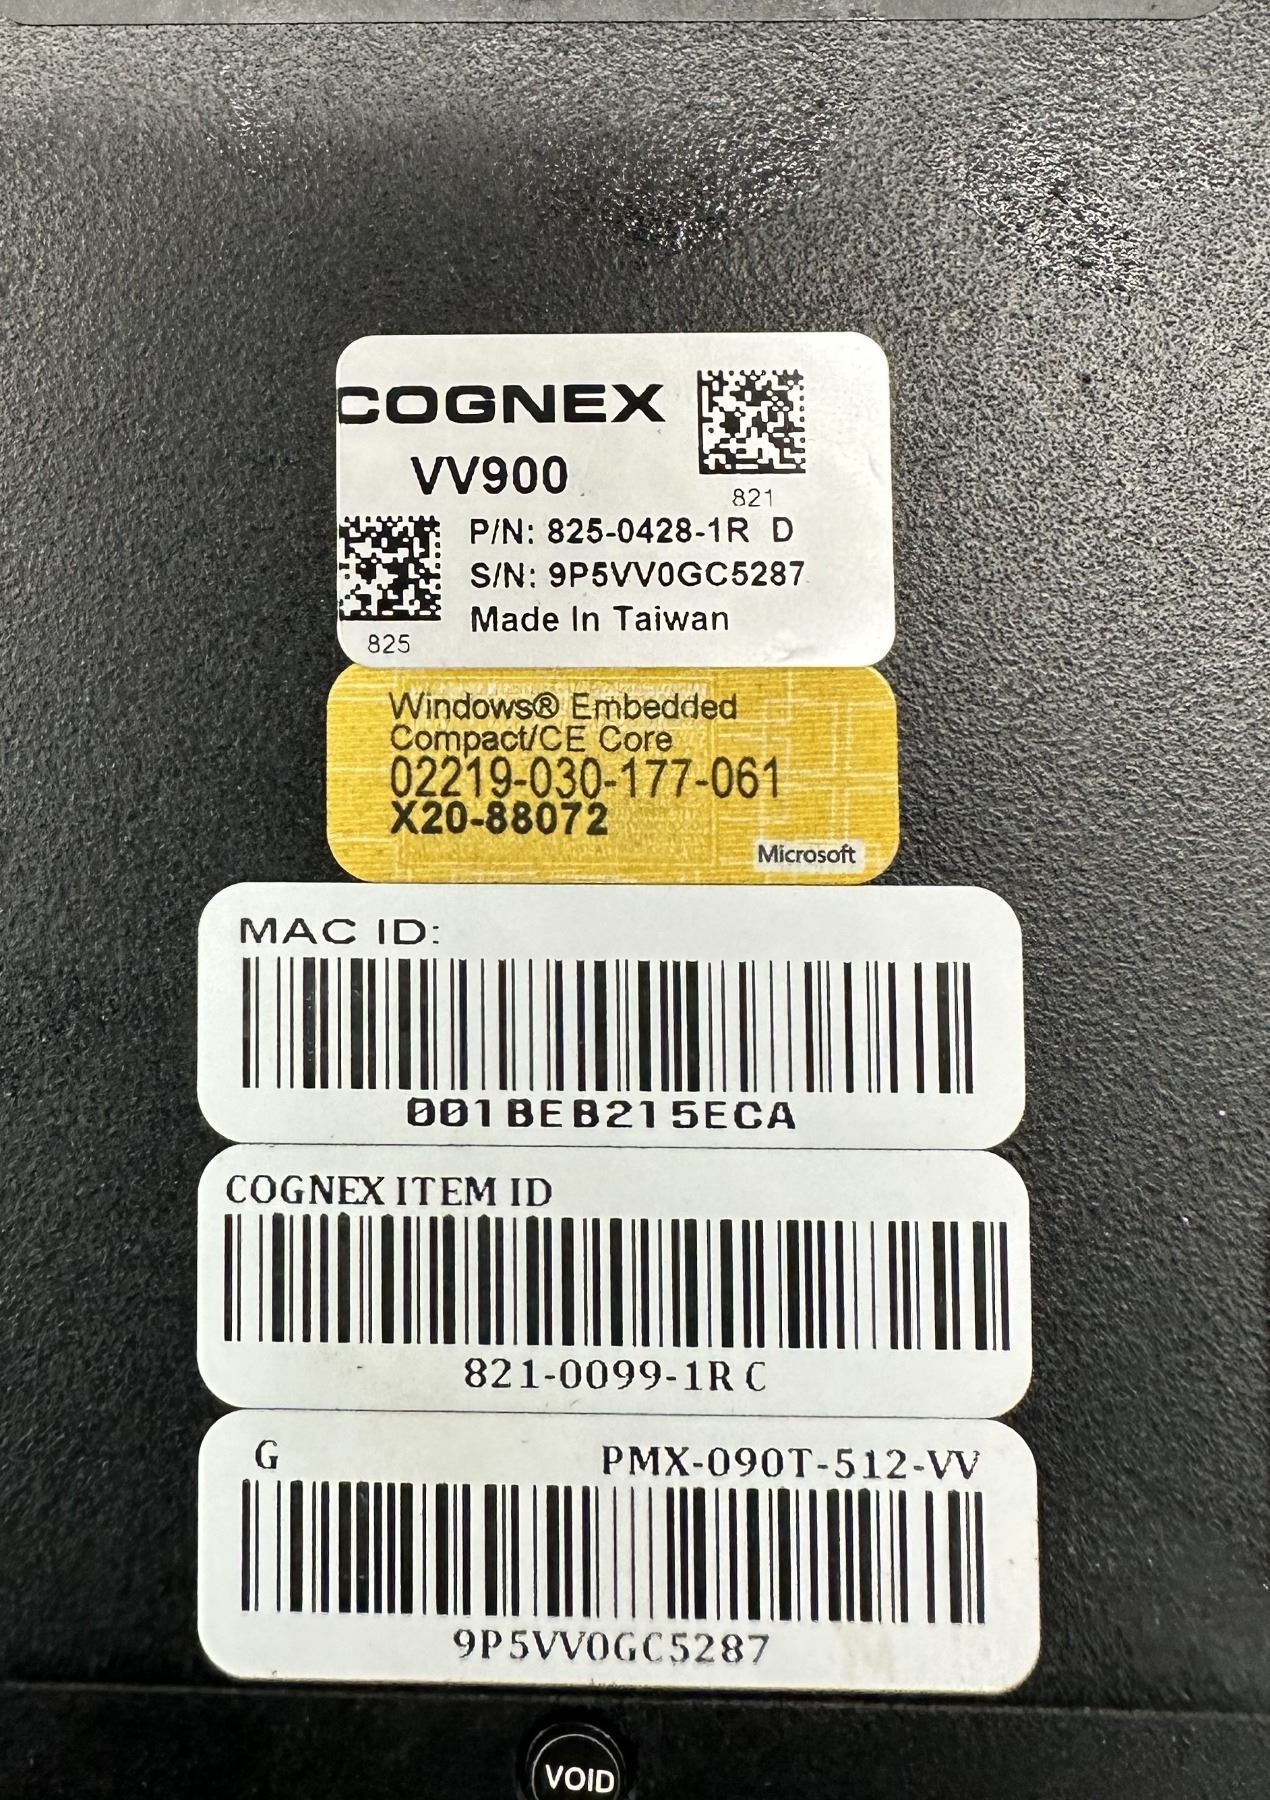 COGNEX
VV900
821
P/N: 825-0428-1R D
S/N: 9P5VV0GC5287
Made In Taiwan
825
Windows® Embedded
Compact/CE Core
02219-030-177-061
X20-88072
Microsoft
MAC ID:
001BEB215ECA
COGNEX ITEM ID
821-0099-1R C
G PMX-090T-512-VV
9P5VV0GC5287
VOID